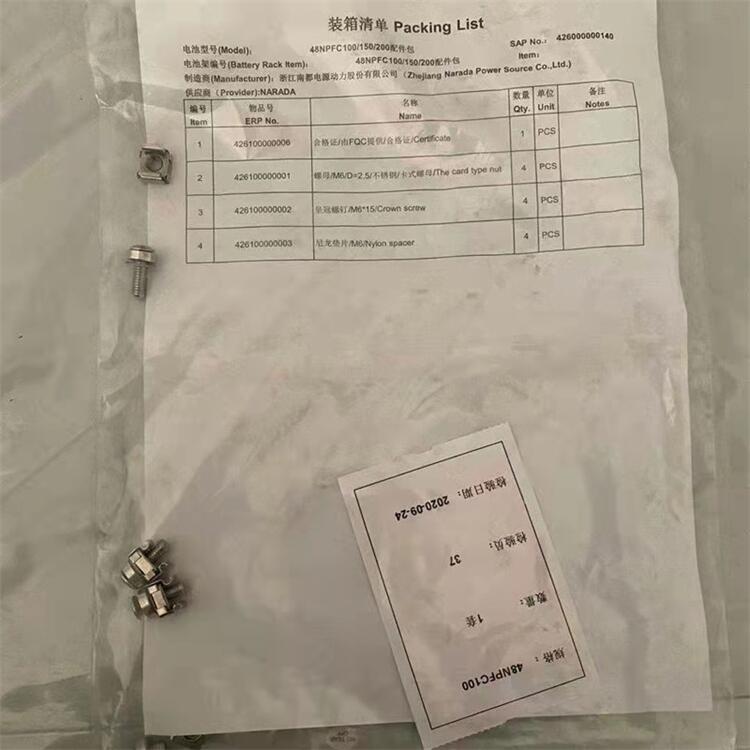 装箱清单 Packing List
电池型号(Model): 48NPFC100/150/200配件包 SAP No.: 426000000140
电池架编号(Battery Rack Item): 48NPFC100/150/200配件包 Item:
制造商(Manufacturer): 浙江南都电源动力股份有限公司 (Zhejiang Narada Power Source Co.,Ltd.)
供应商 (Provider):NARADA
编号 物品号 名称 数量 单位 备注
Item ERP No. Name Qty. Unit Notes
1 426100000006 合格证/由FQC提供/合格证/Certificate 1 PCS
2 426100000001 螺母/M6/D=2.5/不锈钢/卡式螺母/The card type nut 4 PCS
3 426100000002 皇冠螺钉/M6*15/Crown screw 4 PCS
4 426100000003 尼龙垫片/M6/Nylon spacer 4 PCS
规格: 48NPFC100
数量: 1套
检验员: 37
检验日期: 2020-09-24